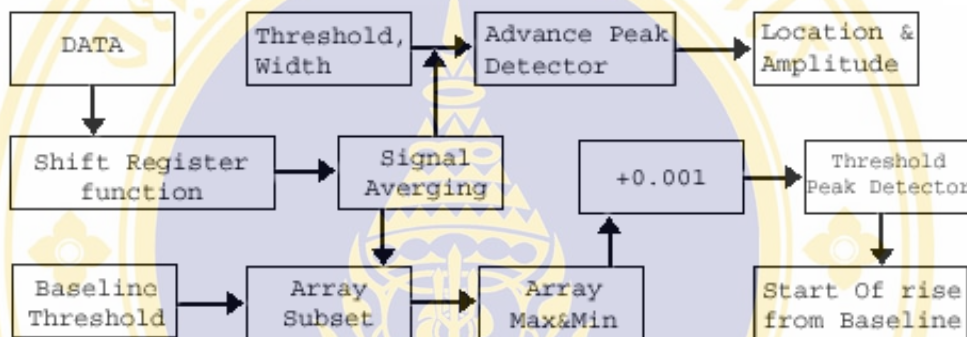 DATA
Threshold,
Width
Advance Peak
Detector
Location &
Amplitude
Shift Register
function
Signal
Averging
+0.001
Threshold
Peak Detector
Baseline
Threshold
Array
Subset
Array
Max&Min
Start Of rise
from Baseline